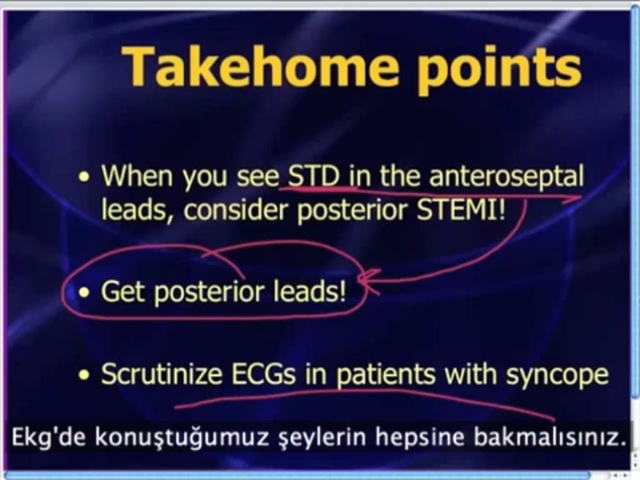 Takehome points
• When you see STD in the anteroseptal
leads, consider posterior STEMI!
• Get posterior leads!
• Scrutinize ECGs in patients with syncope
Ekg'de konuştuğumuz şeylerin hepsine bakmalısınız.